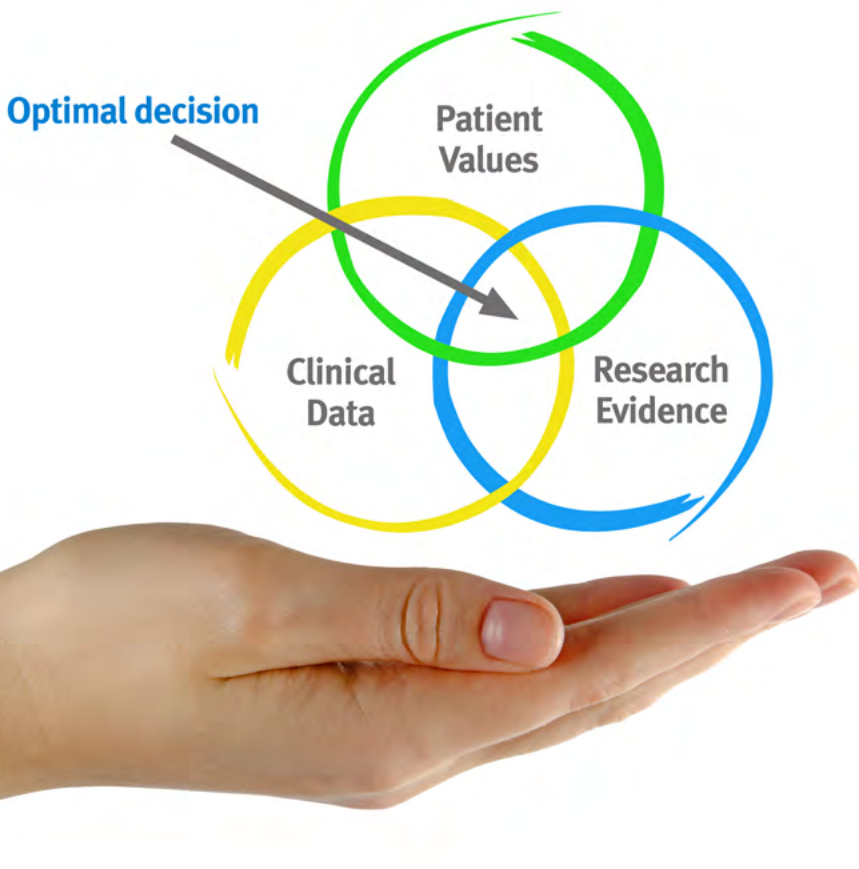 Optimal decision
Patient
Values
Clinical
Data
Research
Evidence